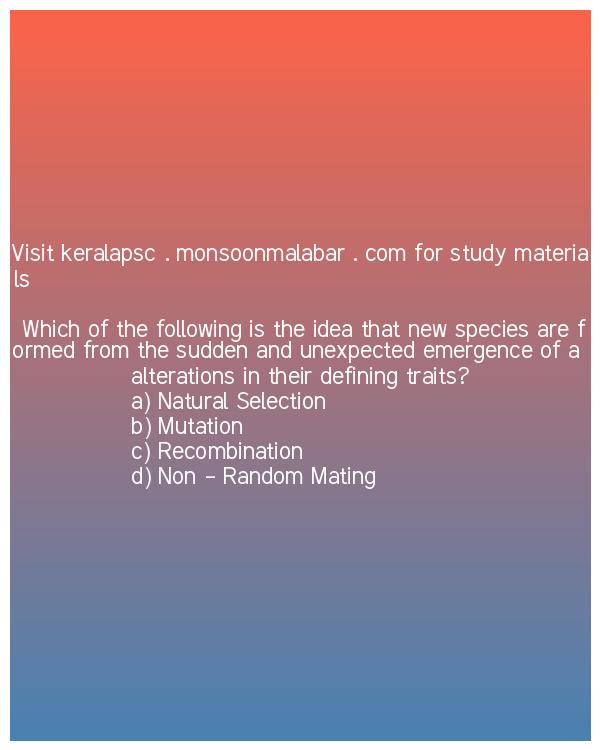 Visit keralapsc . monsoonmalabar . com for study materia
ls
Which of the following is the idea that new species are f
ormed from the sudden and unexpected emergence of a
alterations in their defining traits?
a) Natural Selection
b) Mutation
c) Recombination
d) Non - Random Mating